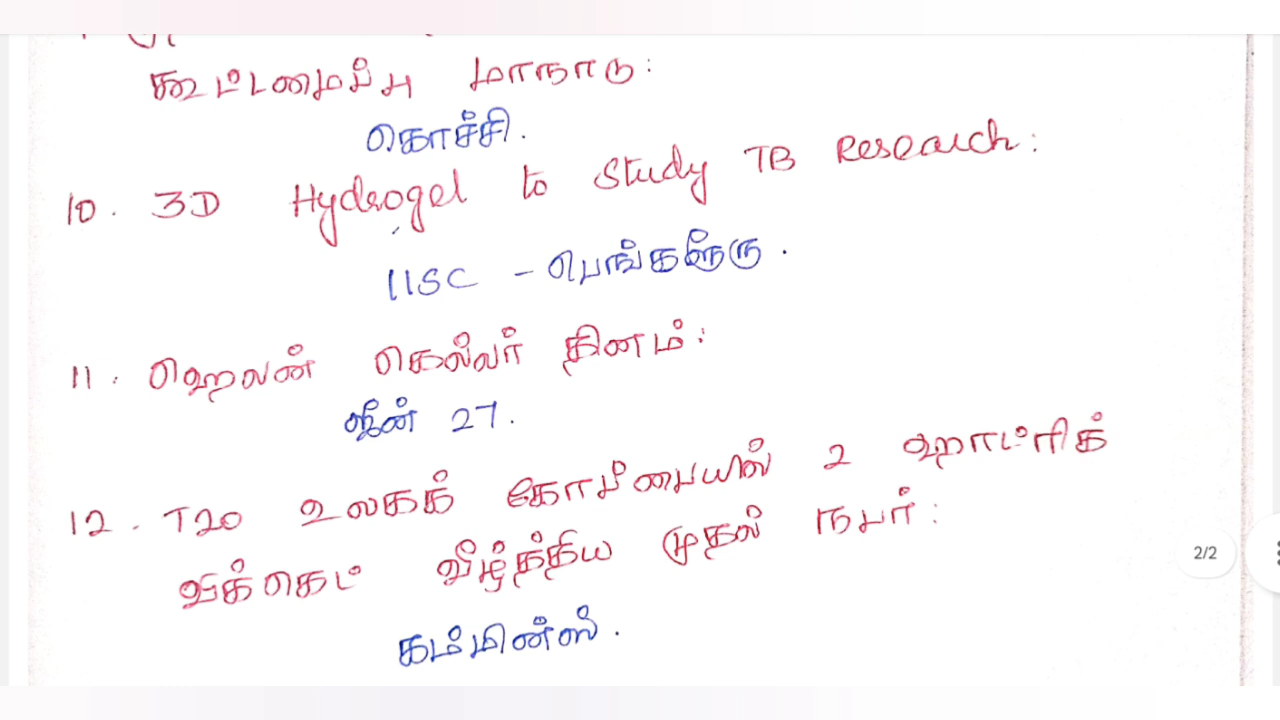 கூட்டமைப்பு மாநாடு:
கொச்சி.
10. 3D Hydrogel to Study TB Research:
IISC - பெங்களூரு.
11. ஹெலன் கெல்லர் தினம்:
ஜீன் 27.
12. T20 உலகக் கோப்பையில் 2 ஹாட்ரிக்
விக்கெட் வீழ்த்திய முதல் நபர்:
கம்மின்ஸ்.
2/2